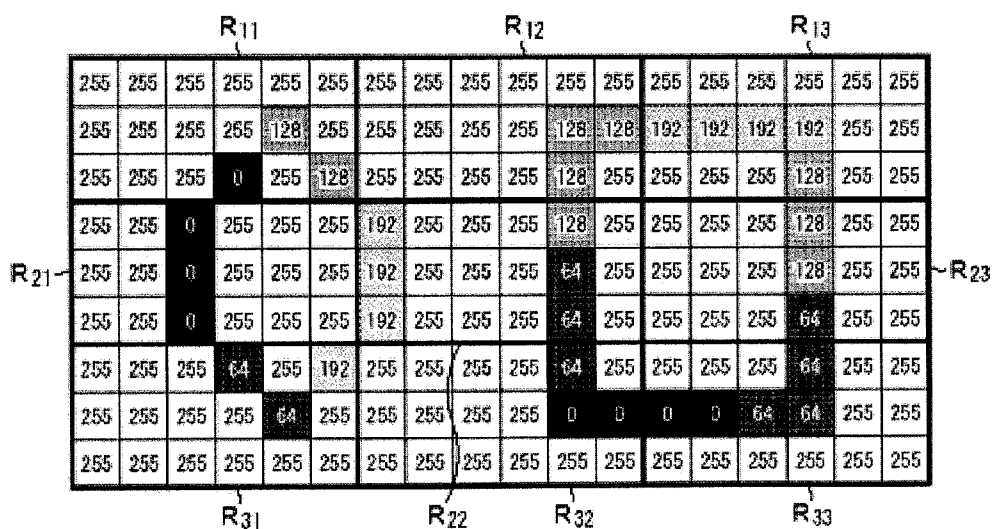 R11 R12 R13
255 255 255 255 255 255 255 255 255 255 255 255 255 255 255 255 255 255
255 255 255 255 128 255 255 255 255 255 128 128 192 192 192 192 255 255
255 255 255 0 255 128 255 255 255 255 128 255 255 255 255 128 255 255
255 255 0 255 255 255 192 255 255 255 128 255 255 255 255 128 255 255
R21 255 255 0 255 255 255 192 255 255 255 64 255 255 255 255 128 255 255 R23
255 255 0 255 255 255 192 255 255 255 64 255 255 255 255 64 255 255
255 255 255 64 255 192 255 255 255 255 64 255 255 255 255 64 255 255
255 255 255 255 64 255 255 255 255 255 0 0 0 0 64 64 255 255
255 255 255 255 255 255 255 255 255 255 255 255 255 255 255 255 255 255
R31 R22 R32 R33